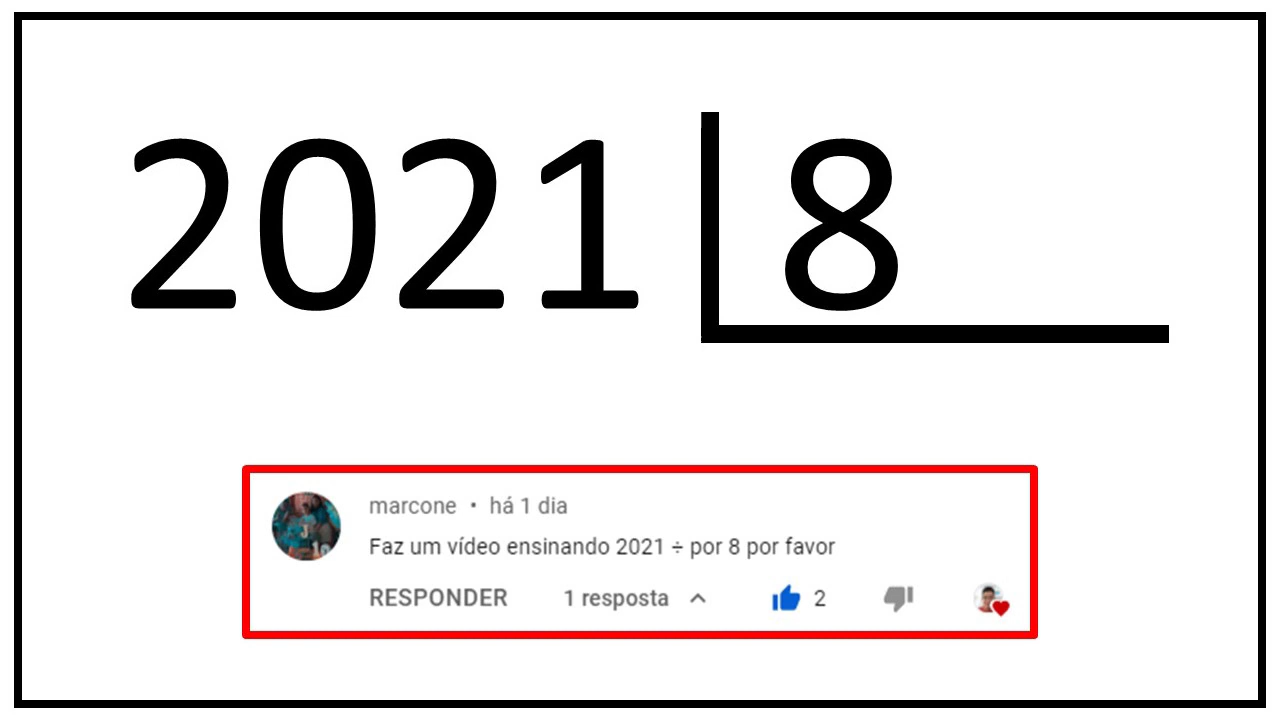 2021 8
marcone • há 1 dia
Faz um vídeo ensinando 2021 ÷ por 8 por favor
RESPONDER 1 resposta 2